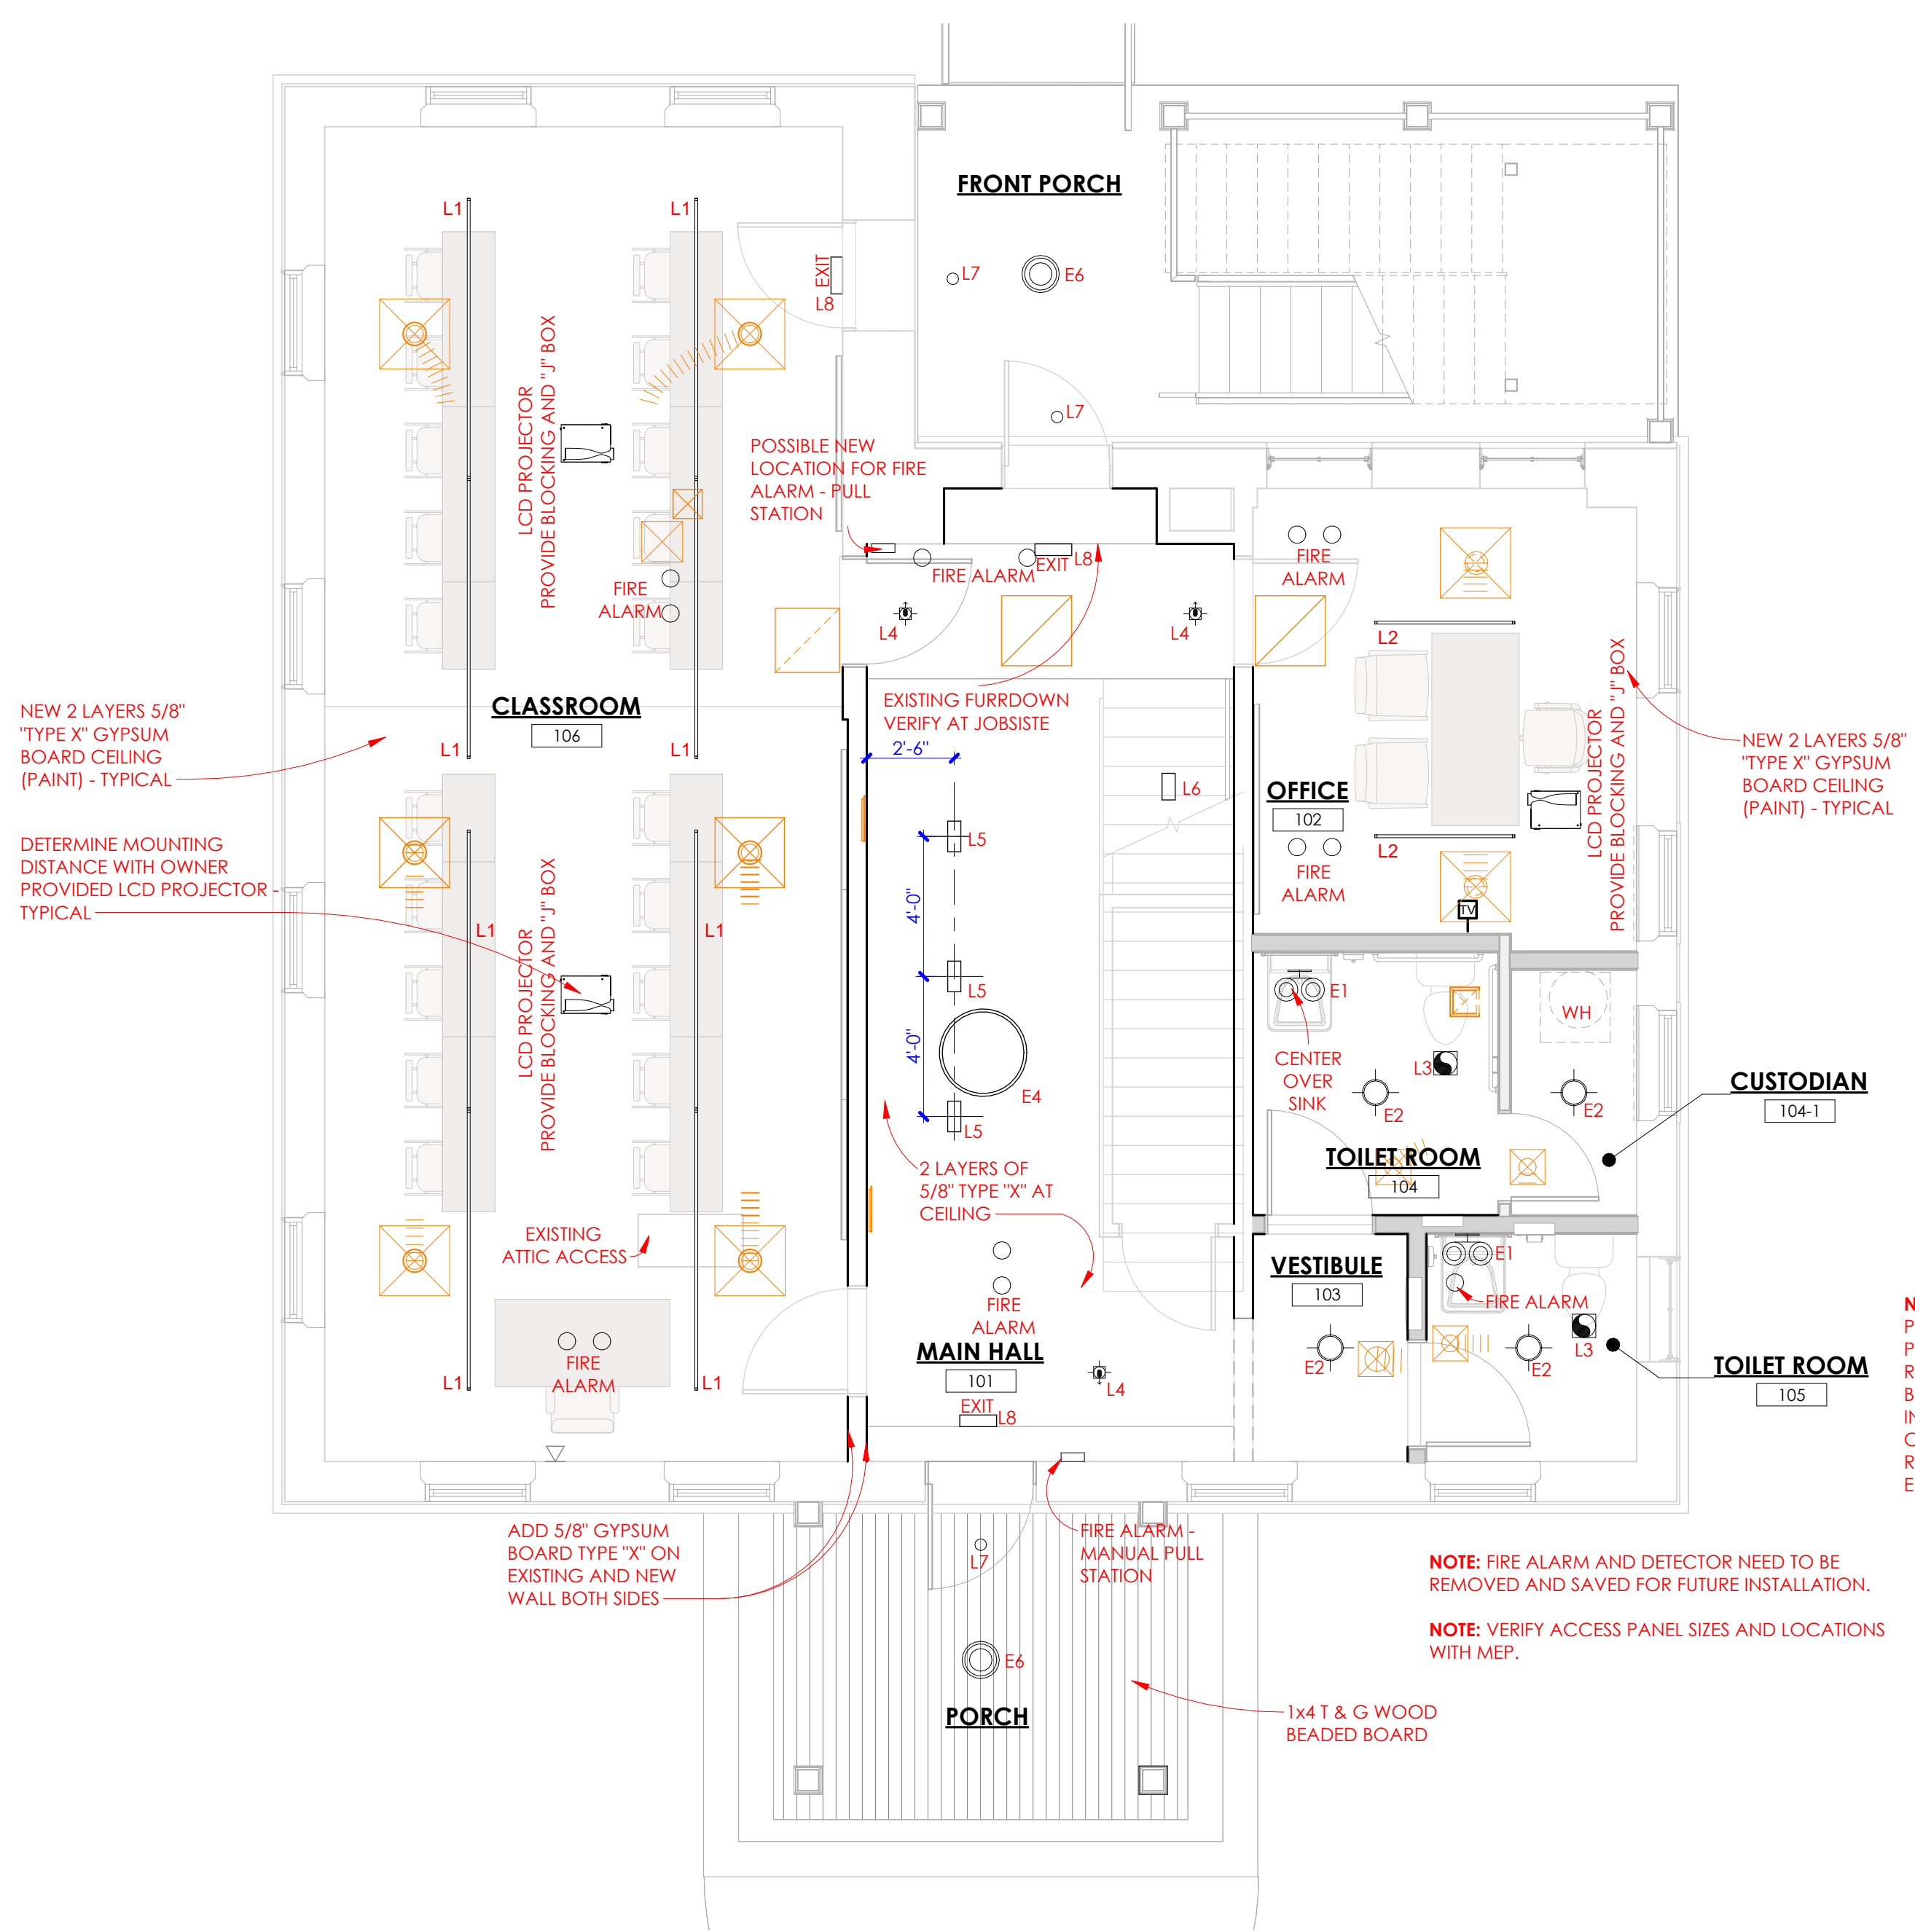 FRONT PORCH
L1
L1
EXIT
L8
L7
E6
L7
LCD PROJECTOR
PROVIDE BLOCKING AND "J" BOX
POSSIBLE NEW
LOCATION FOR FIRE
ALARM - PULL
STATION
FIRE ALARM
EXIT
L8
FIRE
ALARM
FIRE
ALARM
L4
L4
L2
EXISTING FURRDOWN
VERIFY AT JOBSISTE
CLASSROOM
106
NEW 2 LAYERS 5/8"
"TYPE X" GYPSUM
BOARD CEILING
(PAINT) - TYPICAL
L1
L1
2'-6"
L6
OFFICE
102
LCD PROJECTOR
PROVIDE BLOCKING AND "J" BOX
NEW 2 LAYERS 5/8"
"TYPE X" GYPSUM
BOARD CEILING
(PAINT) - TYPICAL
DETERMINE MOUNTING
DISTANCE WITH OWNER
PROVIDED LCD PROJECTOR -
TYPICAL
L5
L2
FIRE
ALARM
TV
4'-0"
L1
L1
LCD PROJECTOR
PROVIDE BLOCKING AND "J" BOX
L5
E1
WH
4'-0"
CENTER
OVER
SINK
L3
E4
E2
E2
CUSTODIAN
104-1
L5
TOILET ROOM
104
2 LAYERS OF
5/8" TYPE "X" AT
CEILING
EXISTING
ATTIC ACCESS
VESTIBULE
103
E1
FIRE ALARM
FIRE
ALARM
MAIN HALL
101
FIRE
ALARM
L1
L1
L4
E2
E2
L3
TOILET ROOM
105
EXIT
L8
ADD 5/8" GYPSUM
BOARD TYPE "X" ON
EXISTING AND NEW
WALL BOTH SIDES
L7
FIRE ALARM -
MANUAL PULL
STATION
NOTE: FIRE ALARM AND DETECTOR NEED TO BE
REMOVED AND SAVED FOR FUTURE INSTALLATION.
NOTE: VERIFY ACCESS PANEL SIZES AND LOCATIONS
WITH MEP.
E6
PORCH
1x4 T & G WOOD
BEADED BOARD